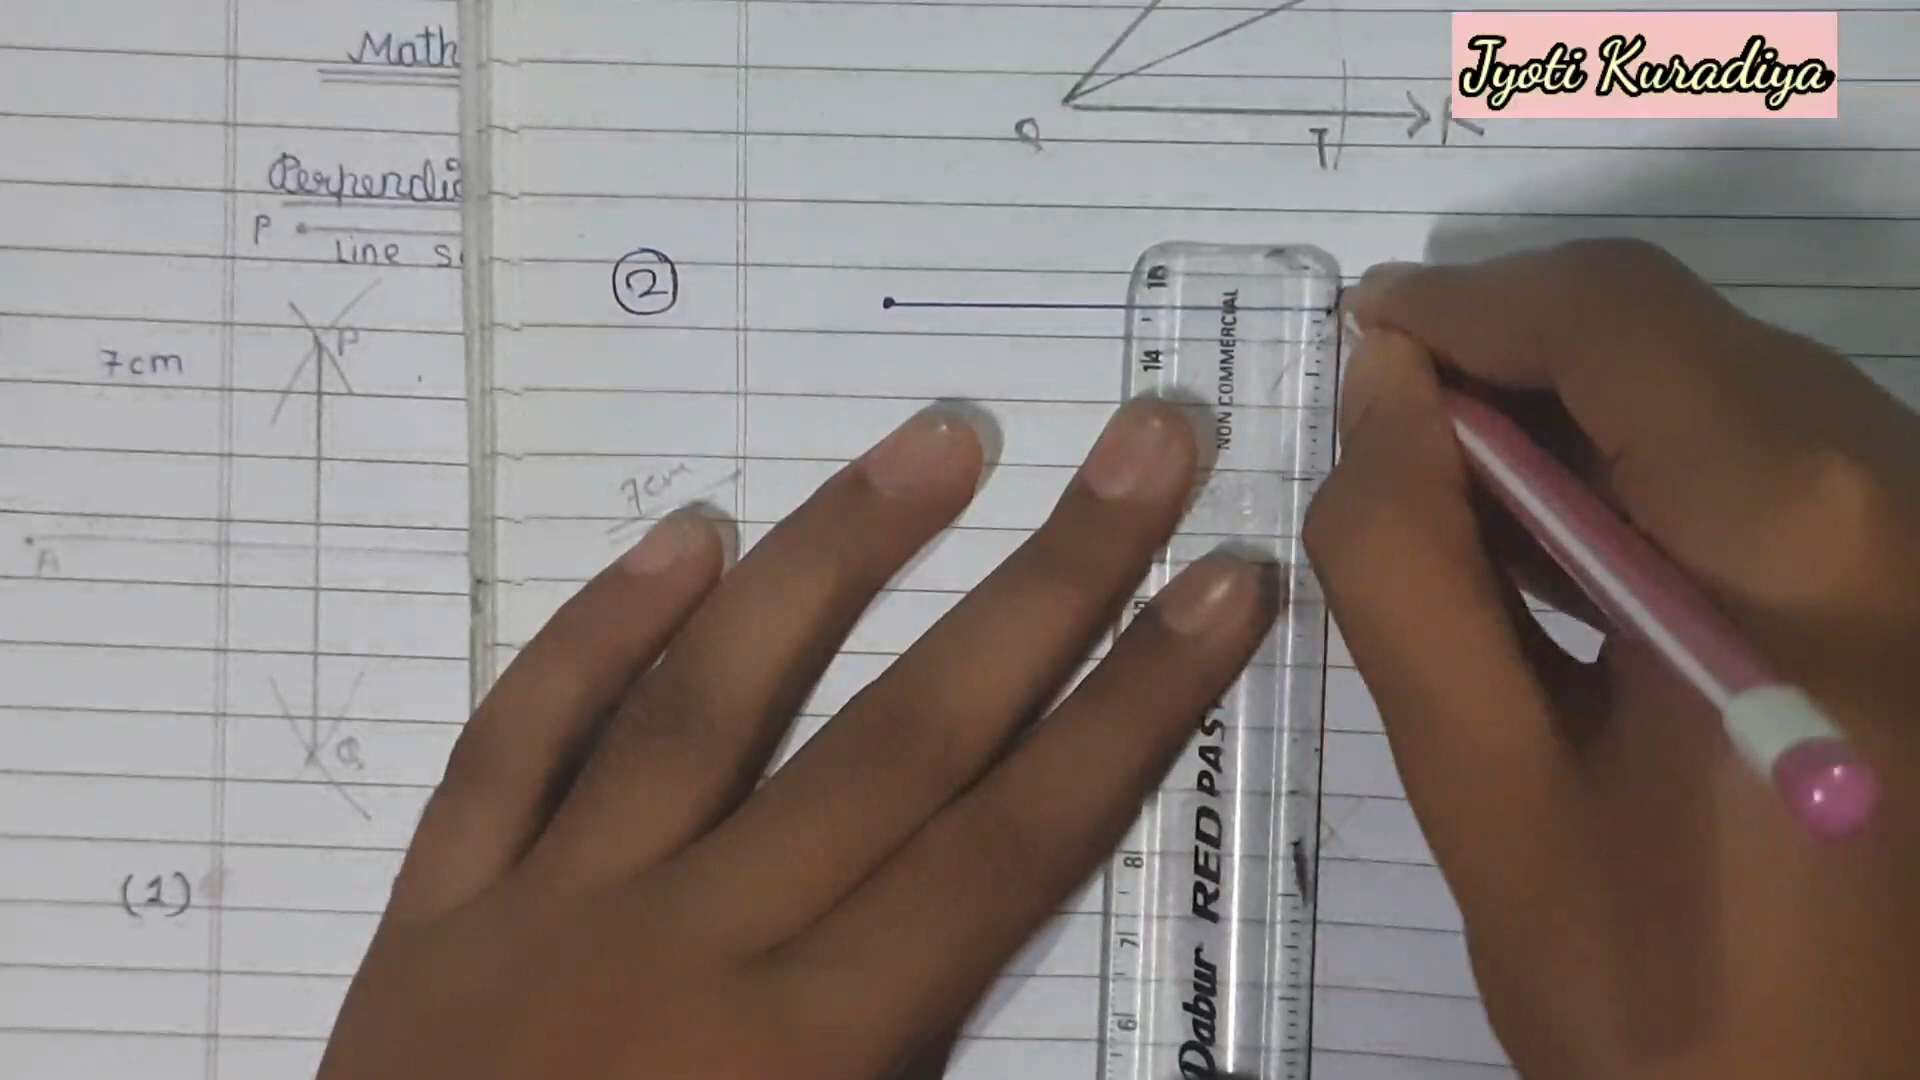 Jyoti Kuradiya
Math
Perpendic
P
Line s
P
7cm
A
Q
(1)
Q
T
R
2
7cm
16
14
NON COMMERCIAL
8
7
6
Dabur RED PAS